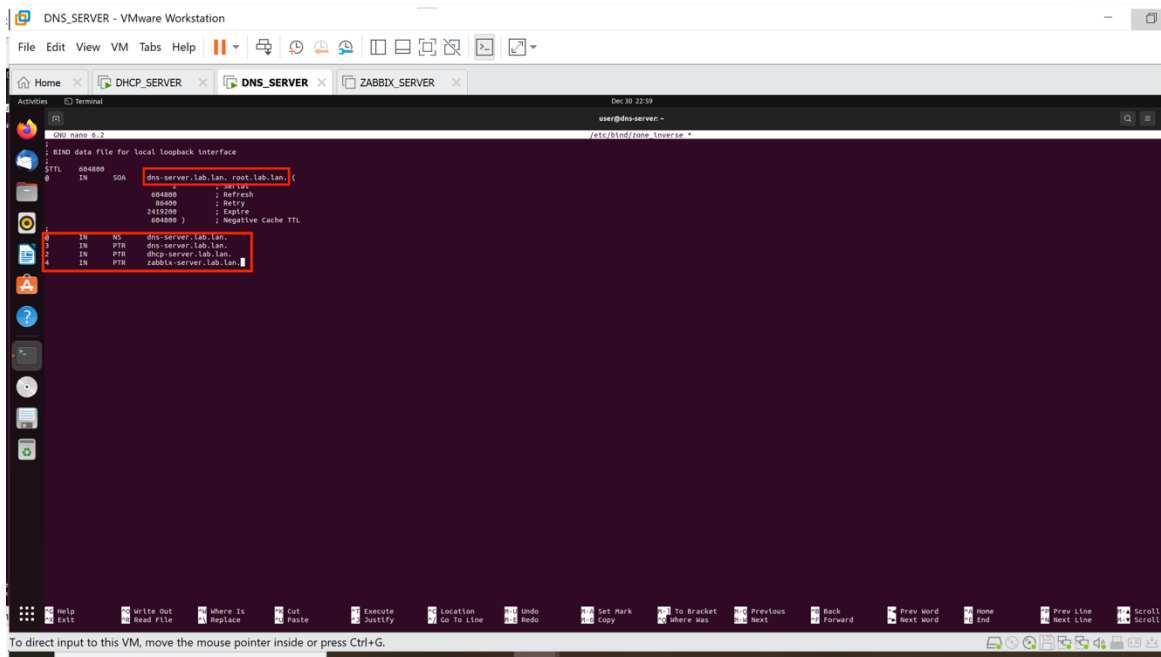 DNS_SERVER - VMware Workstation
File Edit View VM Tabs Help
Home DHCP_SERVER DNS_SERVER ZABBIX_SERVER
Activities Terminal Dec 30 22:59
user@dns-server: ~
GNU nano 6.2 /etc/bind/zone_inverse *
;
; BIND data file for local loopback interface
;
$TTL 604800
@ IN SOA dns-server.lab.lan. root.lab.lan. (
2 ; Serial
604800 ; Refresh
86400 ; Retry
2419200 ; Expire
604800 ) ; Negative Cache TTL
;
@ IN NS dns-server.lab.lan.
3 IN PTR dns-server.lab.lan.
2 IN PTR dhcp-server.lab.lan.
4 IN PTR zabbix-server.lab.lan.
^G Help ^O Write Out ^W Where Is ^K Cut ^T Execute ^C Location M-U Undo M-A Set Mark M-] To Bracket M-Q Previous ^B Back ^◀ Prev Word ^A Home ^P Prev Line M-▲ Scroll
^X Exit ^R Read File ^\ Replace ^U Paste ^J Justify ^/ Go To Line M-E Redo M-6 Copy ^Q Where Was M-W Next ^F Forward ^▶ Next Word ^E End ^N Next Line M-▼ Scroll
To direct input to this VM, move the mouse pointer inside or press Ctrl+G.